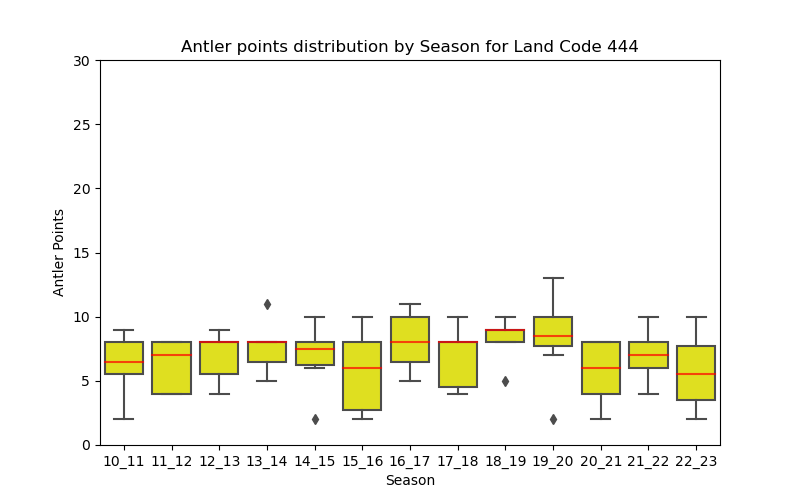 Antler points distribution by Season for Land Code 444
30
25
20
15
10
5
0
Antler Points
10_11 11_12 12_13 13_14 14_15 15_16 16_17 17_18 18_19 19_20 20_21 21_22 22_23
Season